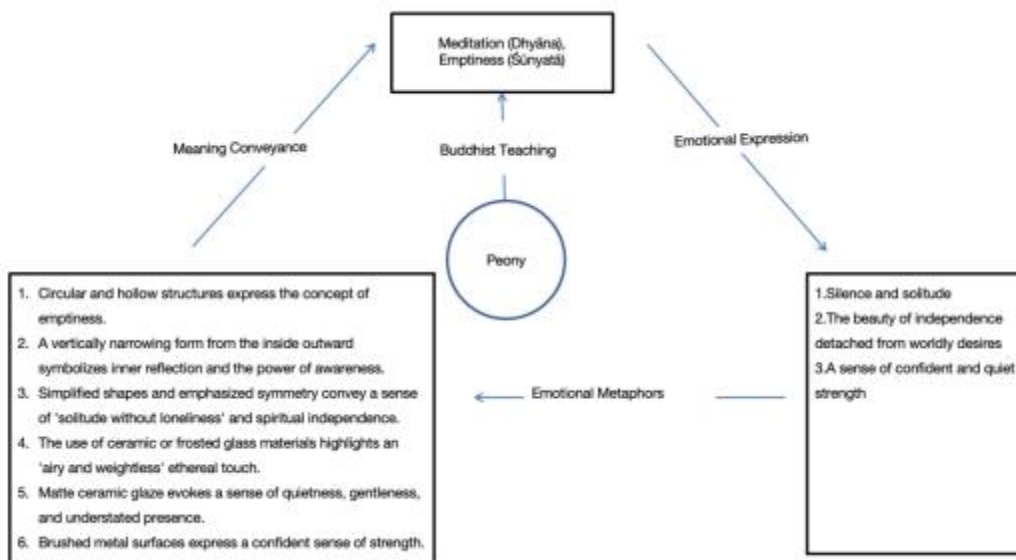 Meditation (Dhyāna),
Emptiness (Śūnyatā)
Meaning Conveyance
Buddhist Teaching
Emotional Expression
Peony
1. Circular and hollow structures express the concept of
emptiness.
2. A vertically narrowing form from the inside outward
symbolizes inner reflection and the power of awareness.
3. Simplified shapes and emphasized symmetry convey a sense
of 'solitude without loneliness' and spiritual independence.
4. The use of ceramic or frosted glass materials highlights an
'airy and weightless' ethereal touch.
5. Matte ceramic glaze evokes a sense of quietness, gentleness,
and understated presence.
6. Brushed metal surfaces express a confident sense of strength.
Emotional Metaphors
1.Silence and solitude
2.The beauty of independence
detached from worldly desires
3.A sense of confident and quiet
strength